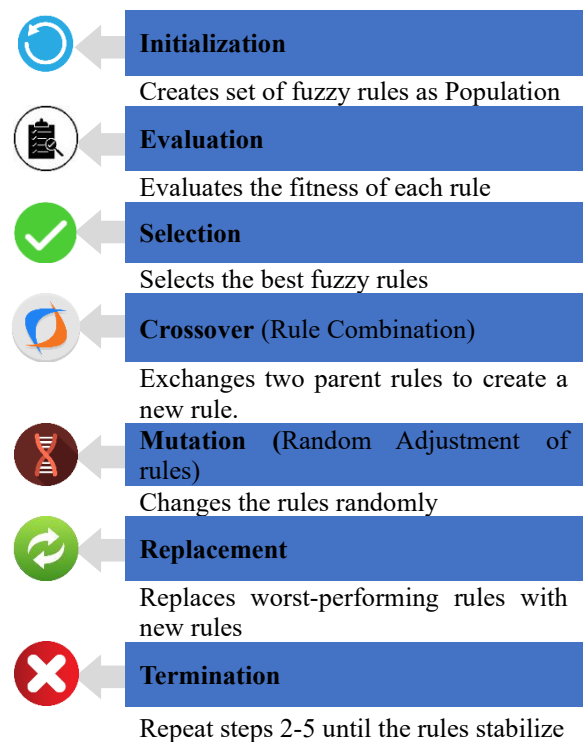 Initialization
Creates set of fuzzy rules as Population
Evaluation
Evaluates the fitness of each rule
Selection
Selects the best fuzzy rules
Crossover (Rule Combination)
Exchanges two parent rules to create a
new rule.
Mutation (Random Adjustment of
rules)
Changes the rules randomly
Replacement
Replaces worst-performing rules with
new rules
Termination
Repeat steps 2-5 until the rules stabilize